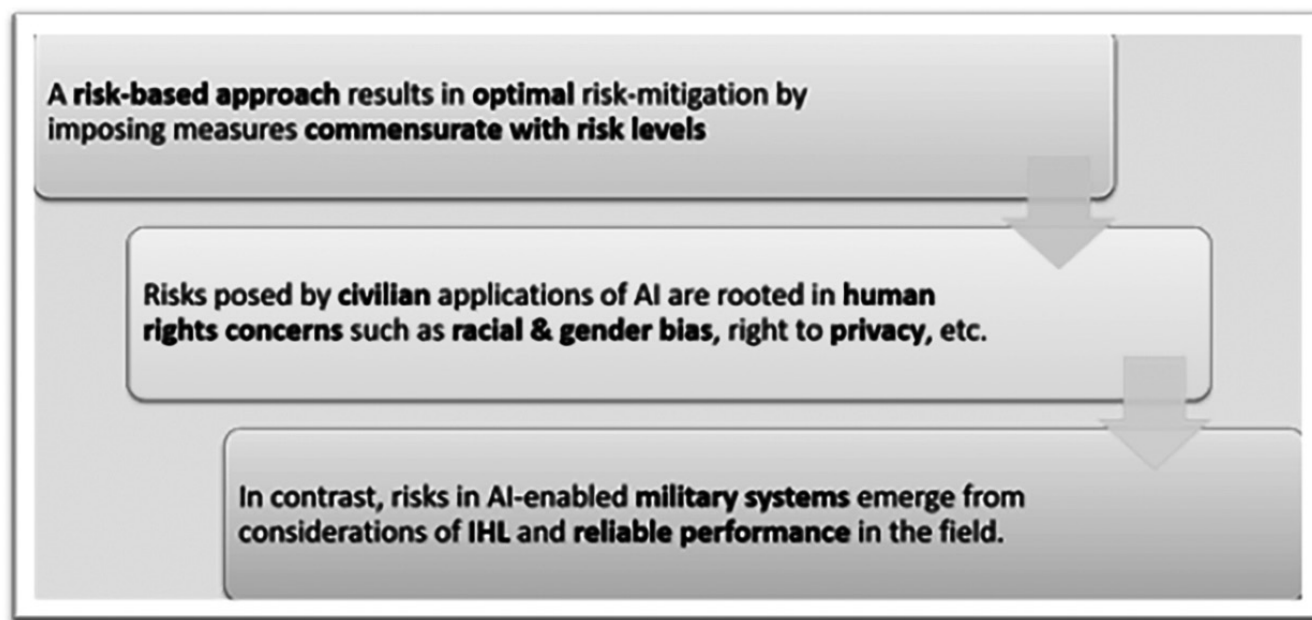 A risk-based approach results in optimal risk-mitigation by
imposing measures commensurate with risk levels
Risks posed by civilian applications of AI are rooted in human
rights concerns such as racial & gender bias, right to privacy, etc.
In contrast, risks in AI-enabled military systems emerge from
considerations of IHL and reliable performance in the field.